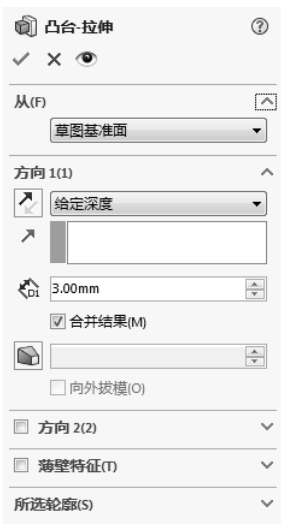 凸台-拉伸
从(F)
草图基准面
方向 1(1)
给定深度
D1 3.00mm
合并结果(M)
向外拔模(O)
方向 2(2)
薄壁特征(T)
所选轮廓(S)